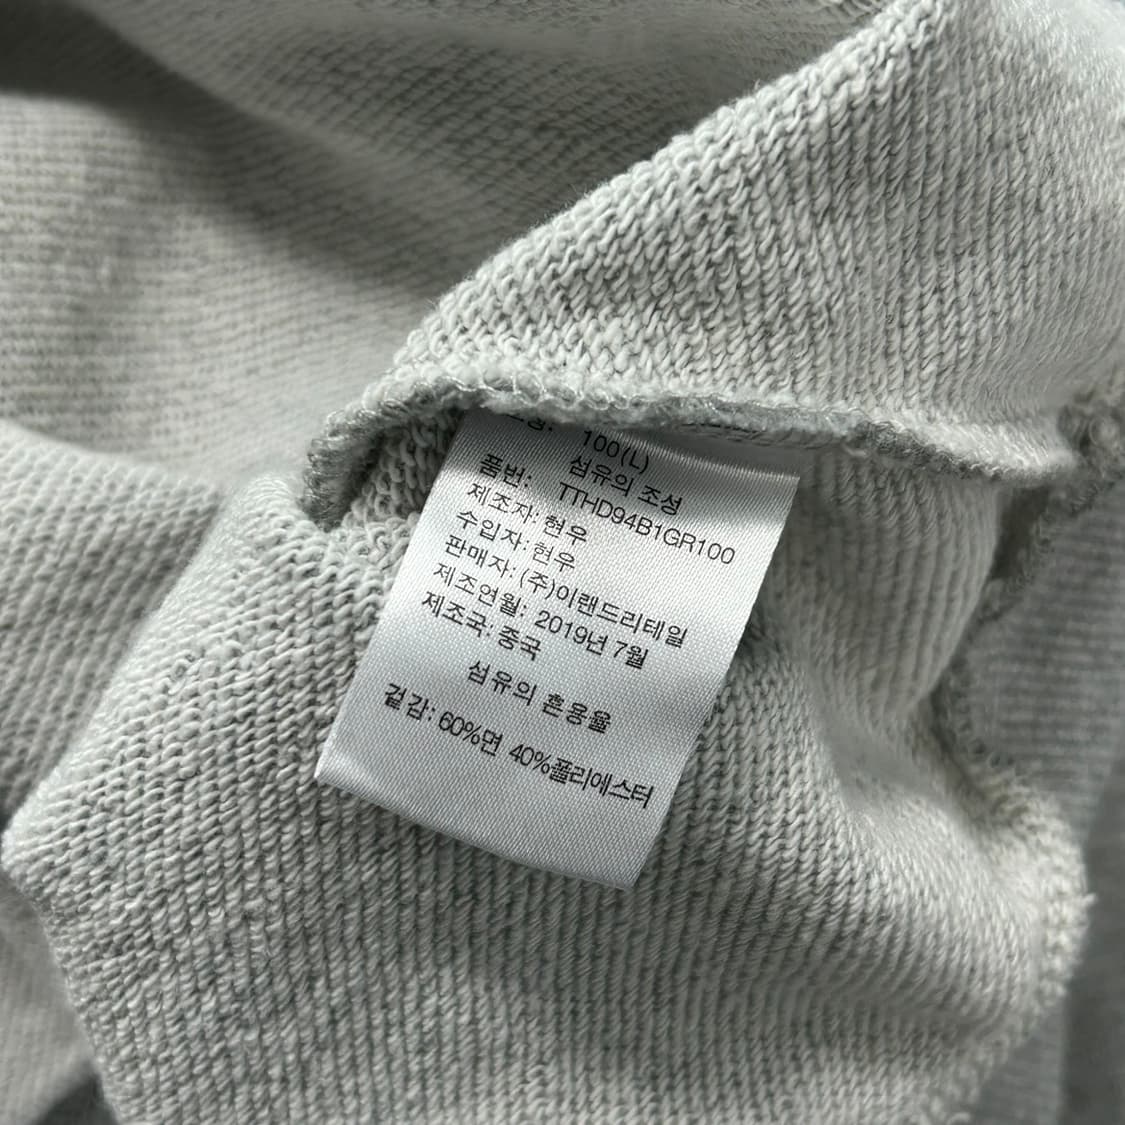 100(L)
섬유의 조성
품번: TTHD94B1GR100
제조자: 현우
수입자: 현우
판매자: (주)이랜드리테일
제조연월: 2019년 7월
제조국: 중국
섬유의 혼용율
겉감: 60%면 40%폴리에스터